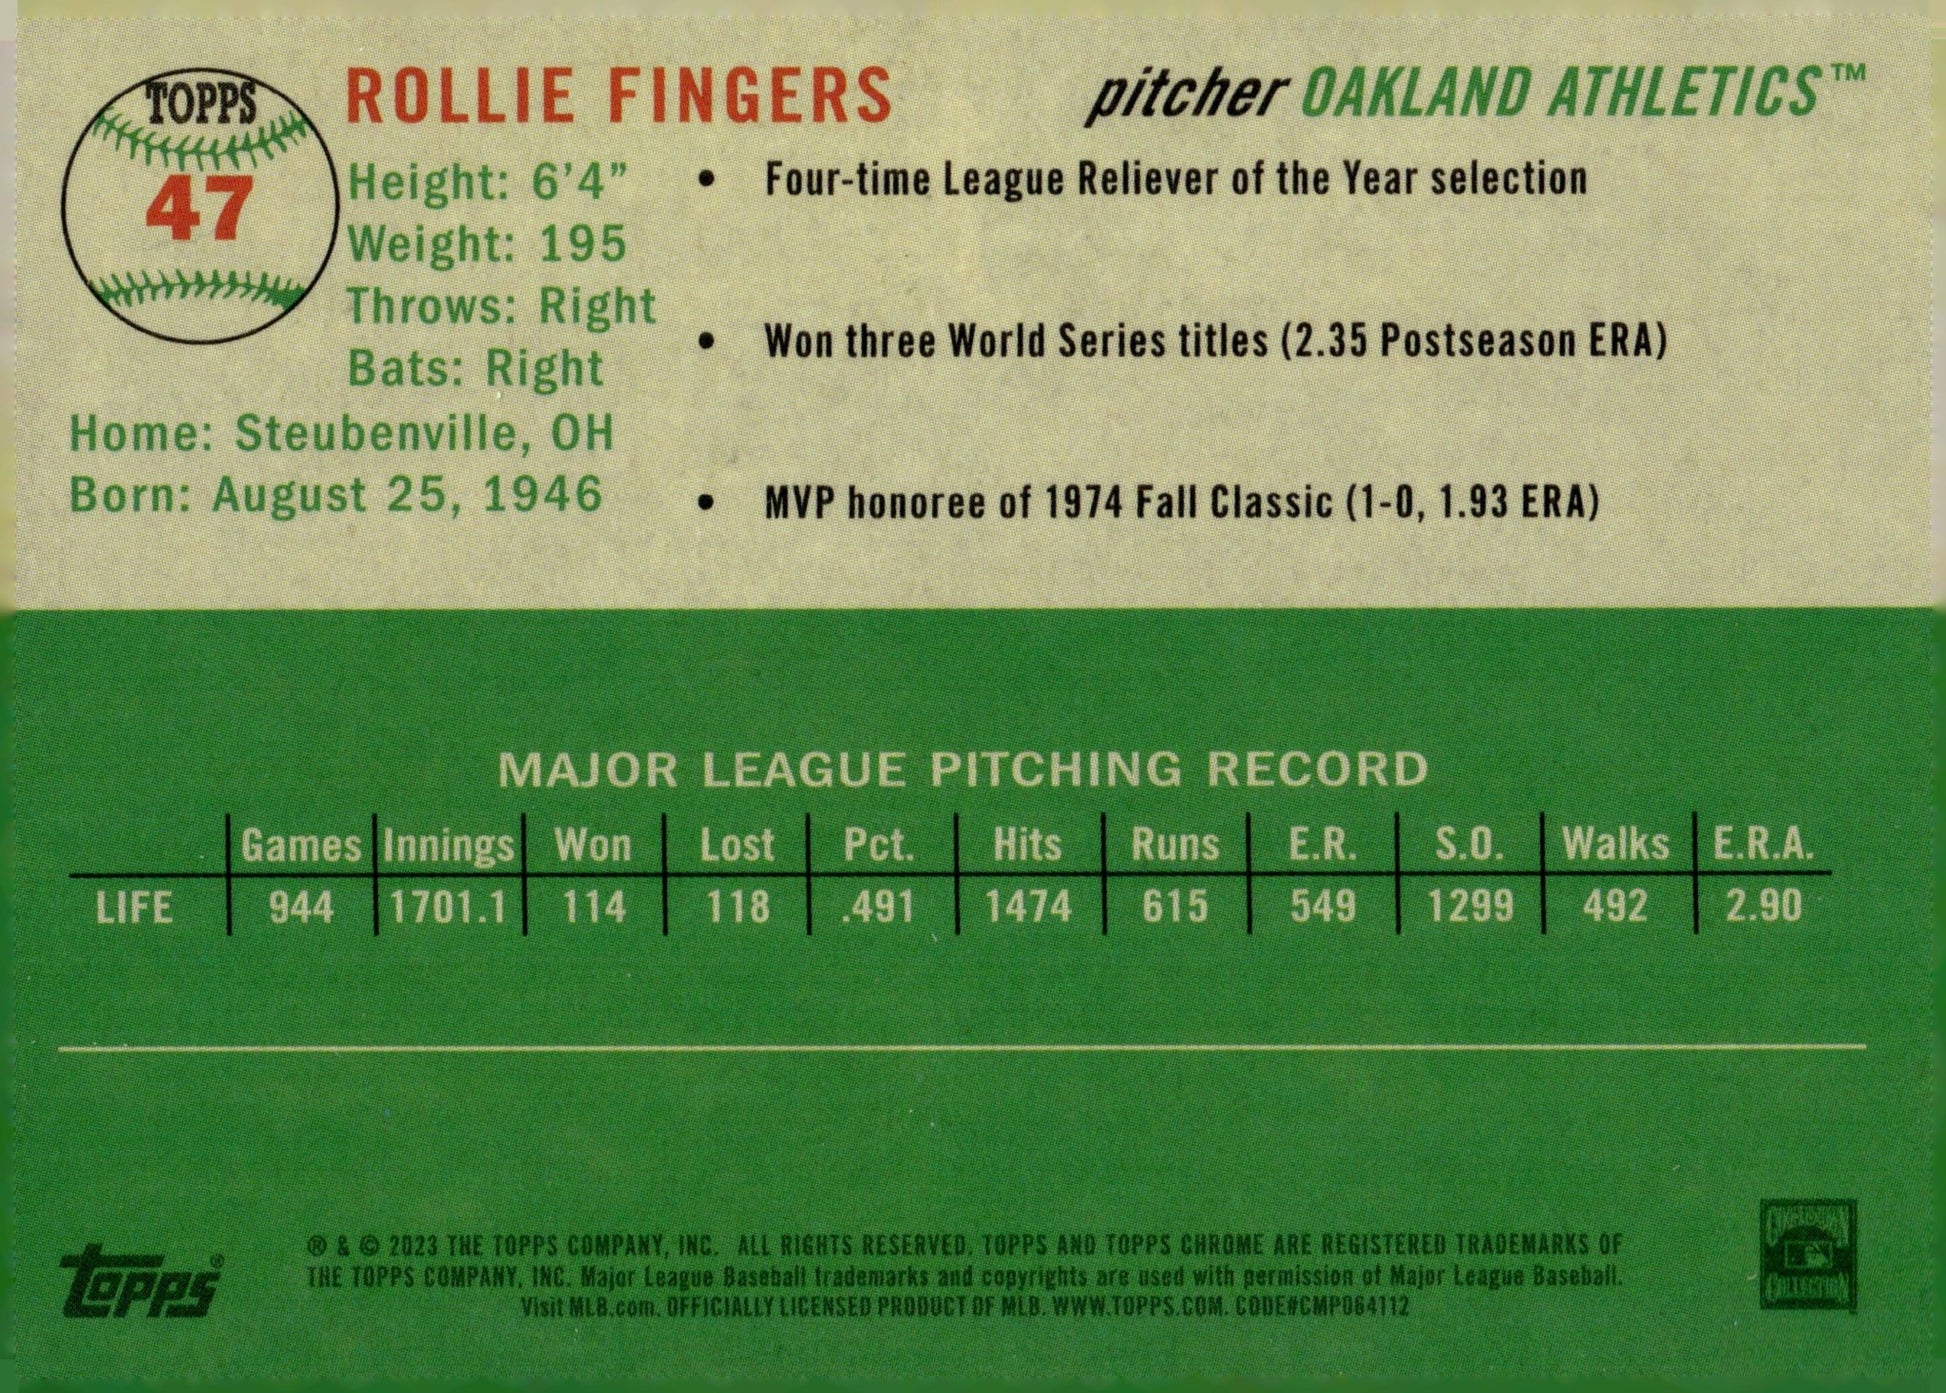 TOPPS
47
ROLLIE FINGERS
pitcher OAKLAND ATHLETICS™
Height: 6'4"
Weight: 195
Throws: Right
Bats: Right
Home: Steubenville, OH
Born: August 25, 1946
• Four-time League Reliever of the Year selection
• Won three World Series titles (2.35 Postseason ERA)
• MVP honoree of 1974 Fall Classic (1-0, 1.93 ERA)
MAJOR LEAGUE PITCHING RECORD
Games Innings Won Lost Pct. Hits Runs E.R. S.O. Walks E.R.A.
LIFE 944 1701.1 114 118 .491 1474 615 549 1299 492 2.90
topps®
® & © 2023 THE TOPPS COMPANY, INC. ALL RIGHTS RESERVED. TOPPS AND TOPPS CHROME ARE REGISTERED TRADEMARKS OF
THE TOPPS COMPANY, INC. Major League Baseball trademarks and copyrights are used with permission of Major League Baseball.
Visit MLB.com. OFFICIALLY LICENSED PRODUCT OF MLB. WWW.TOPPS.COM. CODE#CMP084112
COOPERSTOWN
COLLECTION